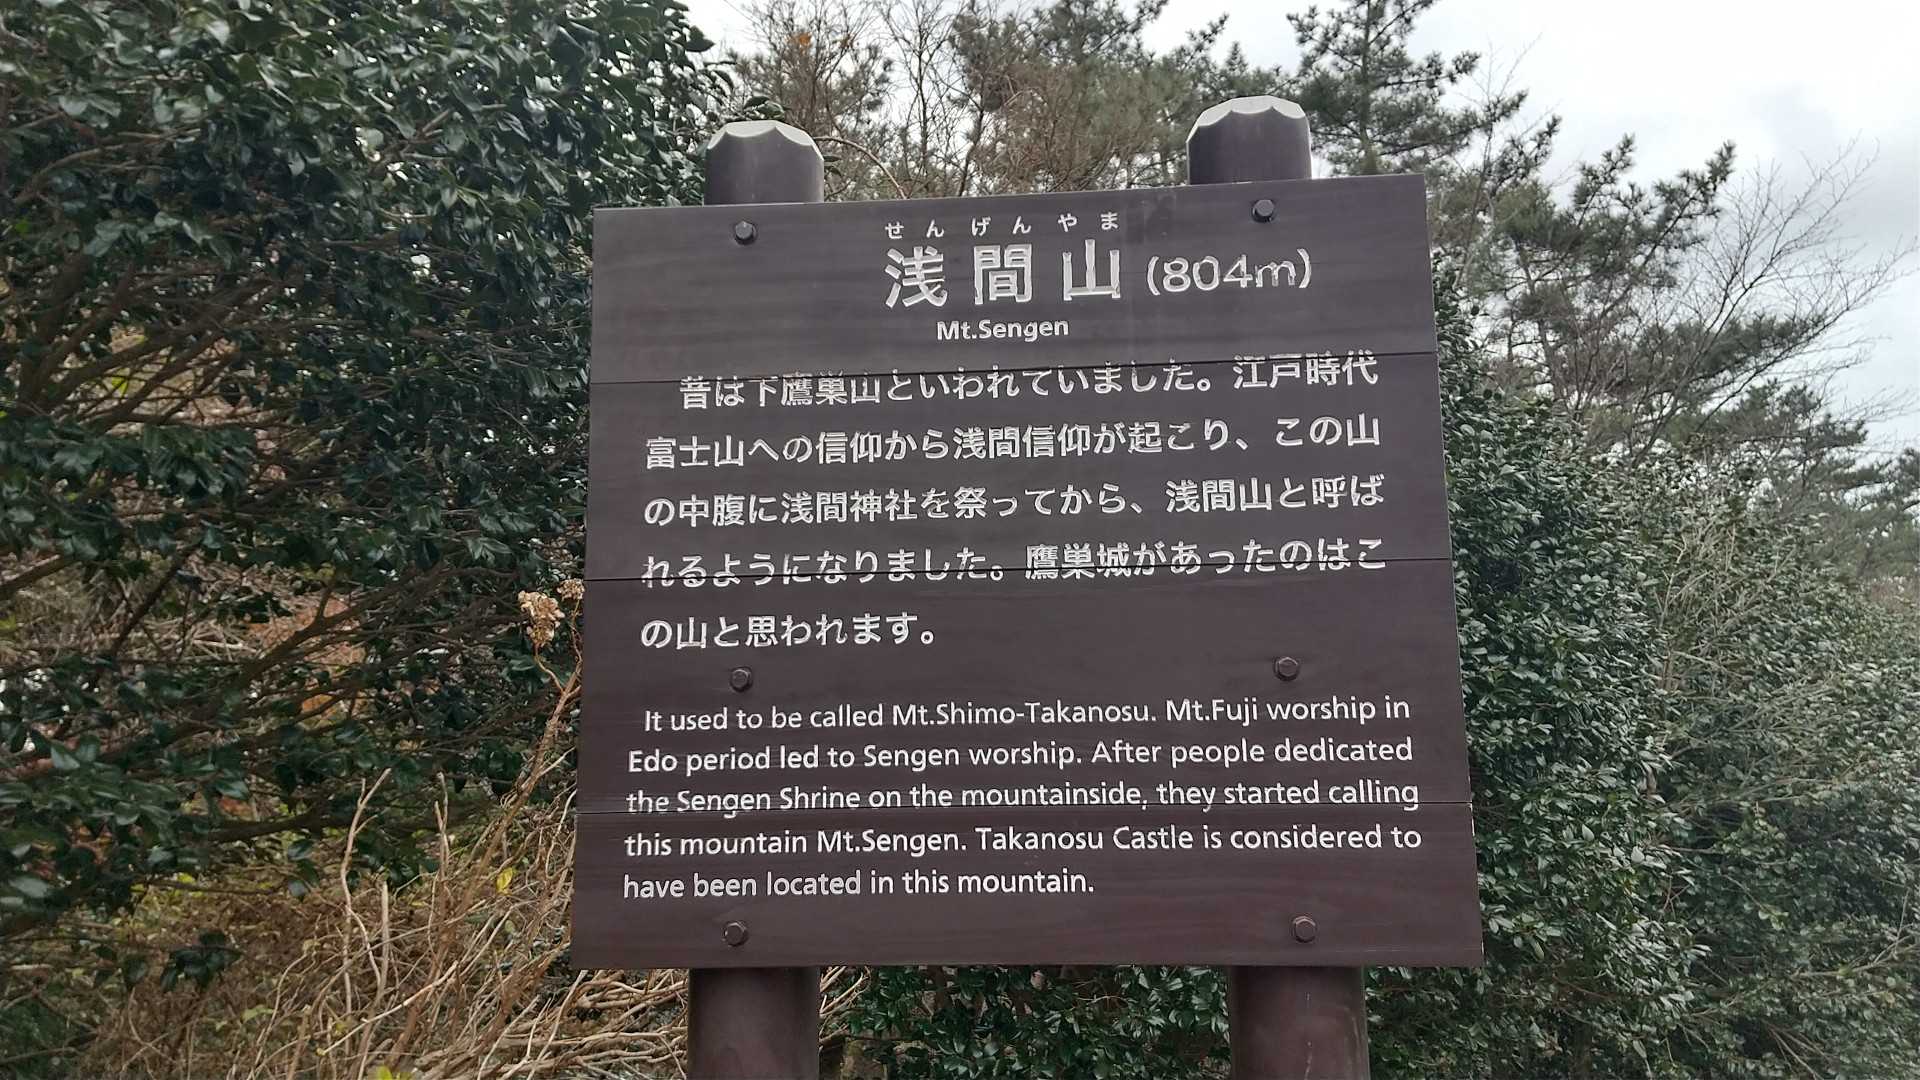 せんげんやま
浅間山(804m)
Mt.Sengen
昔は下鷹巣山といわれていました。江戸時代
富士山への信仰から浅間信仰が起こり、この山
の中腹に浅間神社を祭ってから、浅間山と呼ば
れるようになりました。鷹巣城があったのはこ
の山と思われます。
It used to be called Mt.Shimo-Takanosu. Mt.Fuji worship in
Edo period led to Sengen worship. After people dedicated
the Sengen Shrine on the mountainside, they started calling
this mountain Mt.Sengen. Takanosu Castle is considered to
have been located in this mountain.